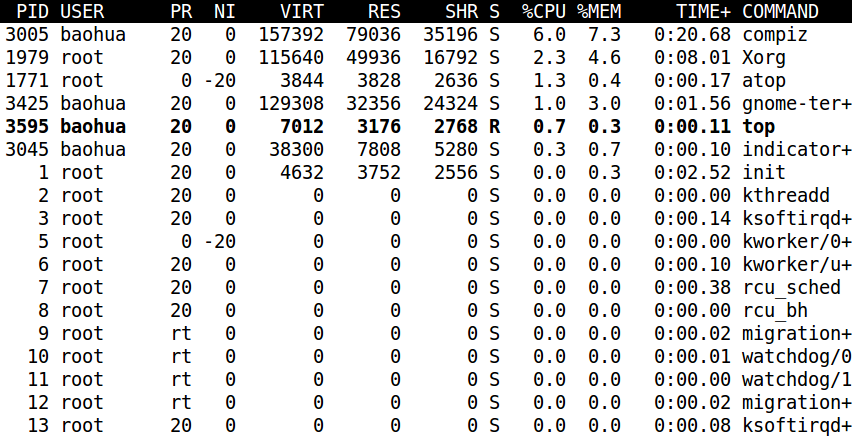 PID USER PR NI VIRT RES SHR S %CPU %MEM TIME+ COMMAND
3005 baohua 20 0 157392 79036 35196 S 6.0 7.3 0:20.68 compiz
1979 root 20 0 115640 49936 16792 S 2.3 4.6 0:08.01 Xorg
1771 root 0 -20 3844 3828 2636 S 1.3 0.4 0:00.17 atop
3425 baohua 20 0 129308 32356 24324 S 1.0 3.0 0:01.56 gnome-ter+
3595 baohua 20 0 7012 3176 2768 R 0.7 0.3 0:00.11 top
3045 baohua 20 0 38300 7808 5280 S 0.3 0.7 0:00.10 indicator+
1 root 20 0 4632 3752 2556 S 0.0 0.3 0:02.52 init
2 root 20 0 0 0 0 S 0.0 0.0 0:00.00 kthreadd
3 root 20 0 0 0 0 S 0.0 0.0 0:00.14 ksoftirqd+
5 root 0 -20 0 0 0 S 0.0 0.0 0:00.00 kworker/0+
6 root 20 0 0 0 0 S 0.0 0.0 0:00.10 kworker/u+
7 root 20 0 0 0 0 S 0.0 0.0 0:00.38 rcu_sched
8 root 20 0 0 0 0 S 0.0 0.0 0:00.00 rcu_bh
9 root rt 0 0 0 0 S 0.0 0.0 0:00.02 migration+
10 root rt 0 0 0 0 S 0.0 0.0 0:00.01 watchdog/0
11 root rt 0 0 0 0 S 0.0 0.0 0:00.00 watchdog/1
12 root rt 0 0 0 0 S 0.0 0.0 0:00.02 migration+
13 root 20 0 0 0 0 S 0.0 0.0 0:00.08 ksoftirqd+